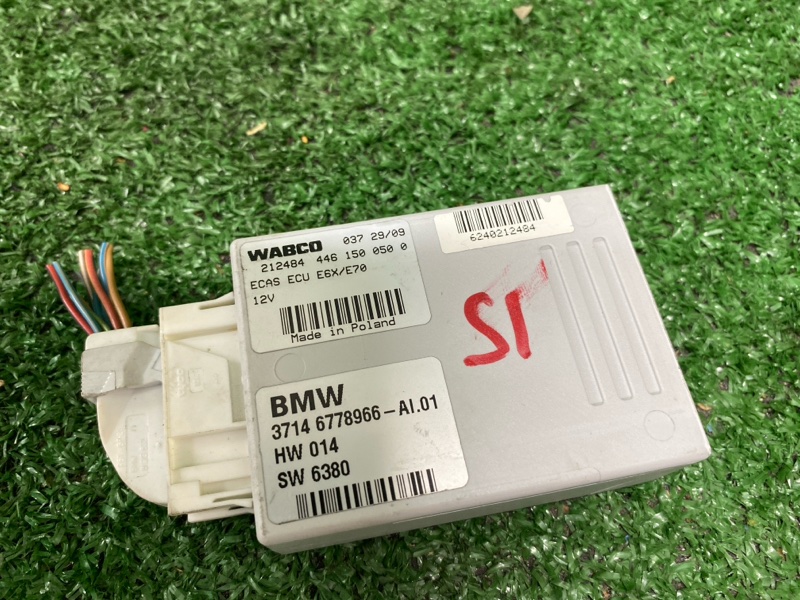 WABCO 037 29/09
212484 446 150 050 0
ECAS ECU E6X/E70
12V
Made in Poland
6240212484
SI
BMW
3714 6778966-AI.01
HW 014
SW 6380